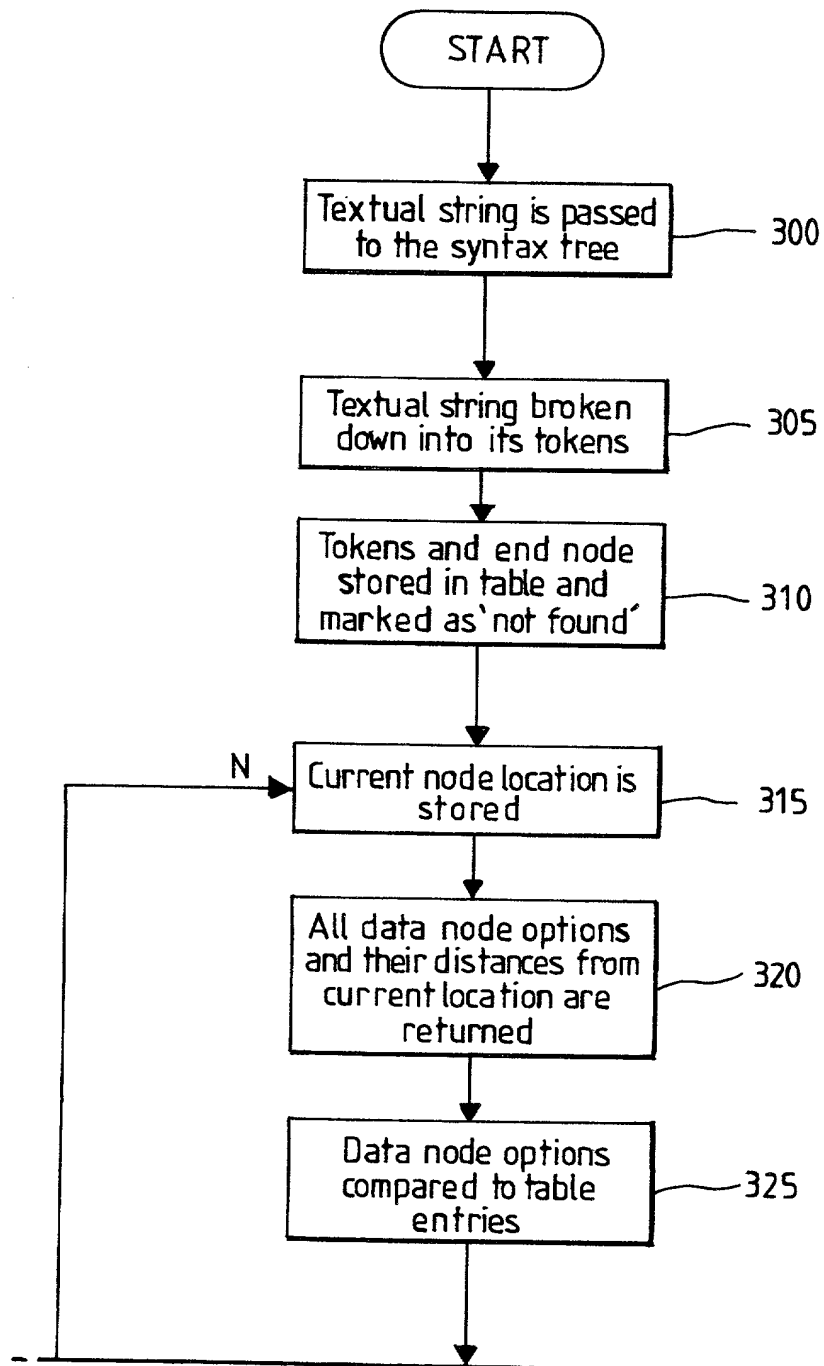 START
Textual string is passed
to the syntax tree
300
Textual string broken
down into its tokens
305
Tokens and end node
stored in table and
marked as 'not found'
310
N
Current node location is
stored
315
All data node options
and their distances from
current location are
returned
320
Data node options
compared to table
entries
325